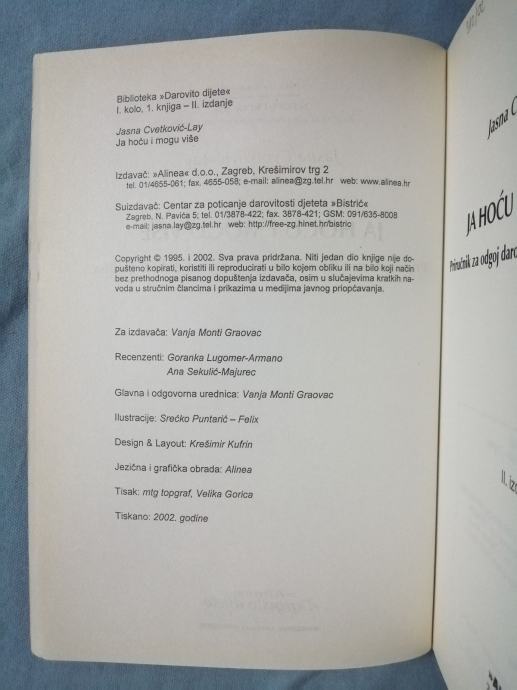 Biblioteka »Darovito dijete«
I. kolo, 1. knjiga – II. izdanje
Jasna Cvetković-Lay
Ja hoću i mogu više
Izdavač: »Alinea« d.o.o., Zagreb, Krešimirov trg 2
tel. 01/4655-061; fax. 4655-058; e-mail: alinea@zg.tel.hr web: www.alinea.hr
Suizdavač: Centar za poticanje darovitosti djeteta »Bistrić«
Zagreb, N. Pavića 5; tel. 01/3878-422; fax. 3878-421; GSM: 091/635-8008
e-mail: jasna.lay@zg.tel.hr web: http://free-zg.hinet.hr/bistric
Copyright © 1995. i 2002. Sva prava pridržana. Niti jedan dio knjige nije do-
pušteno kopirati, koristiti ili reproducirati u bilo kojem obliku ili na bilo koji način
bez prethodnoga pisanog dopuštenja izdavača, osim u slučajevima kratkih na-
voda u stručnim člancima i prikazima u medijima javnog priopćavanja.
Za izdavača: Vanja Monti Graovac
Recenzenti: Goranka Lugomer-Armano
Ana Sekulić-Majurec
Glavna i odgovorna urednica: Vanja Monti Graovac
Ilustracije: Srećko Puntarić – Felix
Design & Layout: Krešimir Kufrin
Jezična i grafička obrada: Alinea
Tisak: mtg topgraf, Velika Gorica
Tiskano: 2002. godine
Jasna C
JA HOĆU
Priručnik za odgoj daro
II. iz